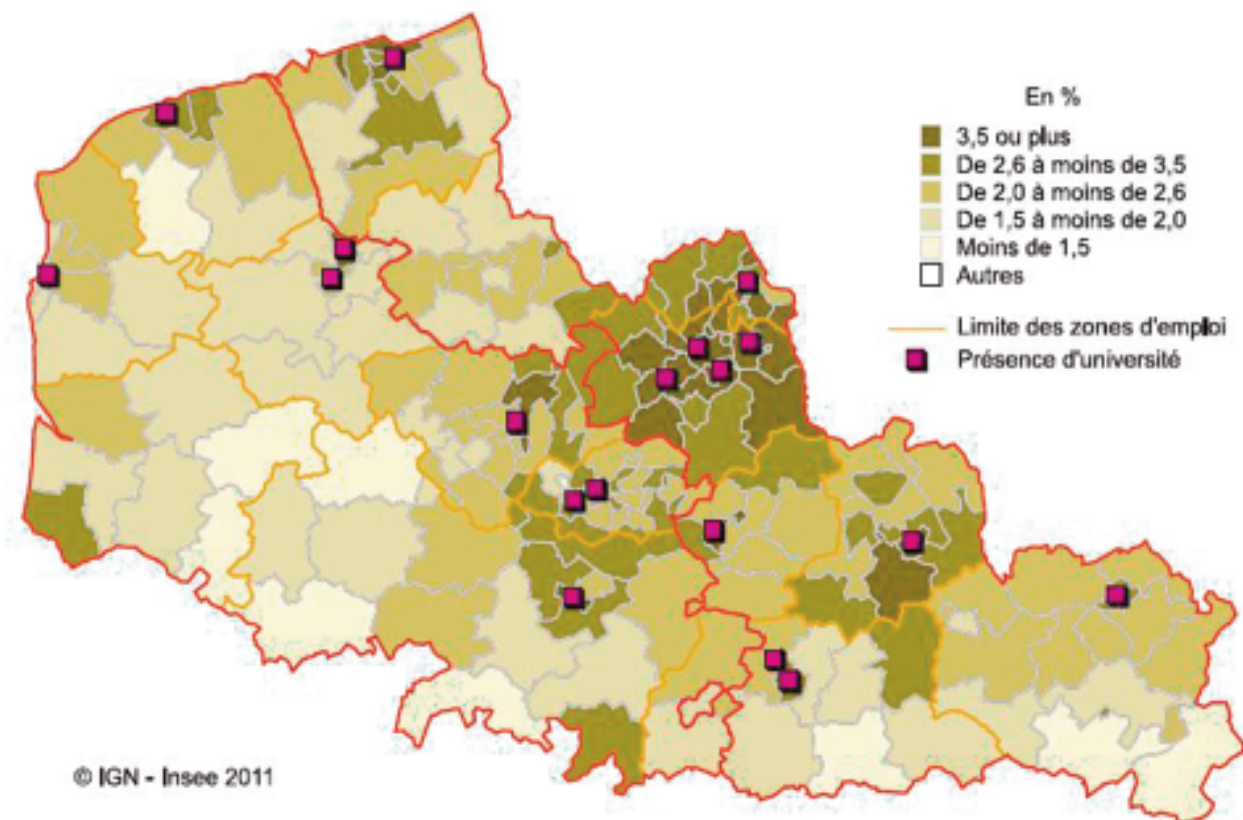 En %
3,5 ou plus
De 2,6 à moins de 3,5
De 2,0 à moins de 2,6
De 1,5 à moins de 2,0
Moins de 1,5
Autres
Limite des zones d'emploi
Présence d'université
© IGN - Insee 2011